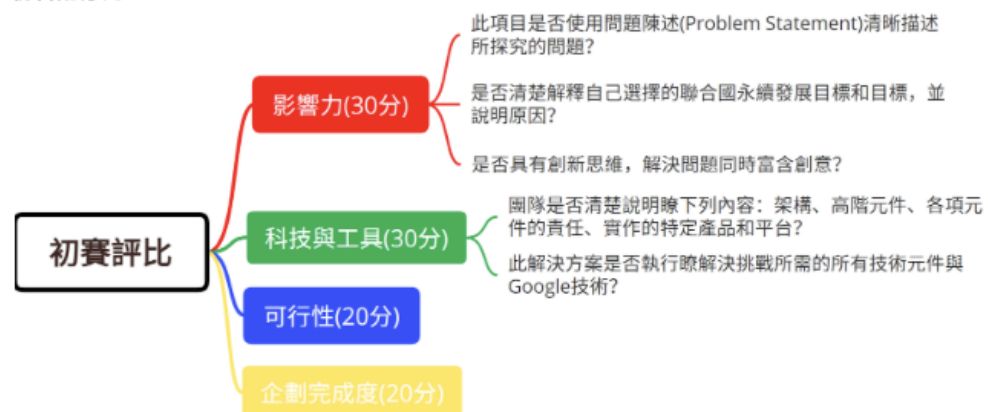 此項目是否使用問題陳述(Problem Statement)清晰描述
所探究的問題?
影響力(30分)
是否清楚解釋自己選擇的聯合國永續發展目標和目標，並
說明原因?
是否具有創新思維，解決問題同時富含創意?
初賽評比
科技與工具(30分)
團隊是否清楚說明瞭下列內容：架構、高階元件、各項元
件的責任、實作的特定產品和平台?
此解決方案是否執行瞭解決挑戰所需的所有技術元件與
Google技術?
可行性(20分)
企劃完成度(20分)